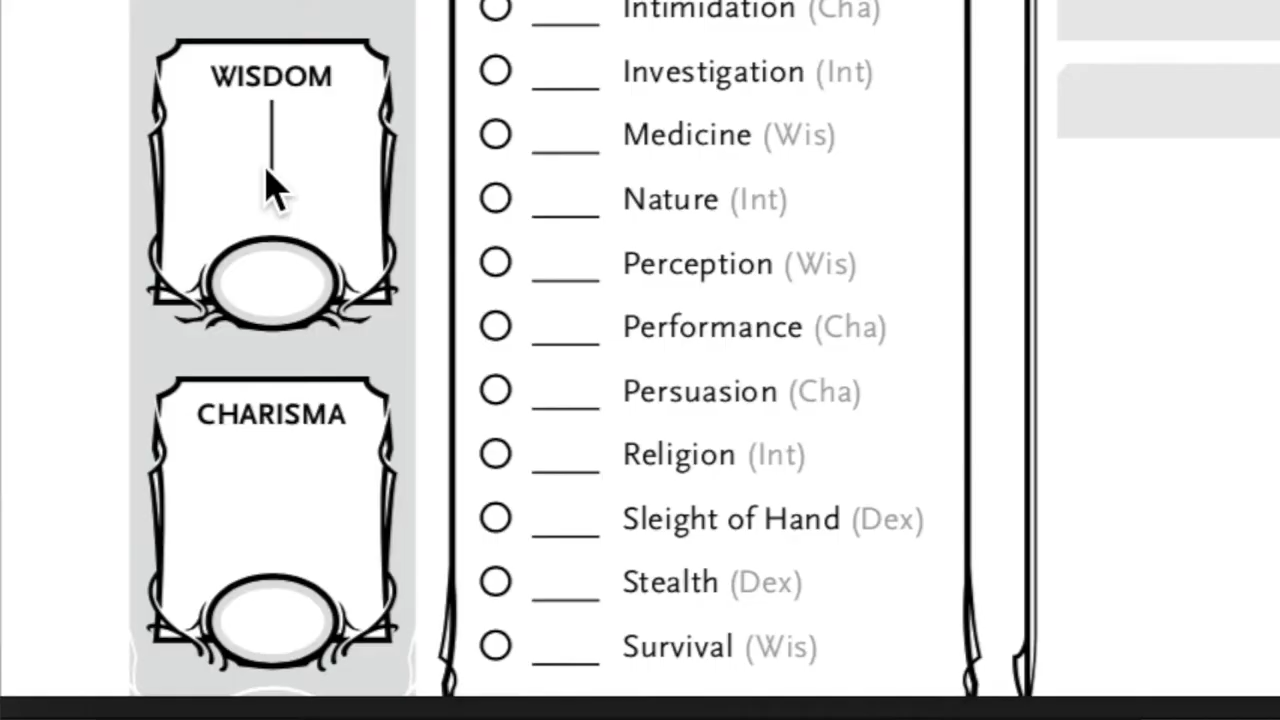 WISDOM
CHARISMA
Intimidation (Cha)
Investigation (Int)
Medicine (Wis)
Nature (Int)
Perception (Wis)
Performance (Cha)
Persuasion (Cha)
Religion (Int)
Sleight of Hand (Dex)
Stealth (Dex)
Survival (Wis)